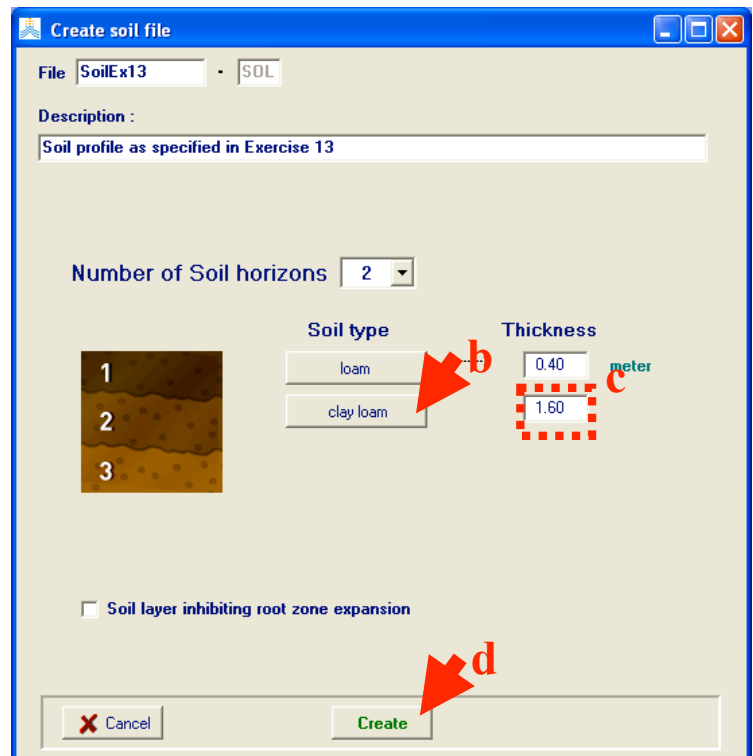 Create soil file
File SoilEx13 - SOL
Description :
Soil profile as specified in Exercise 13
Number of Soil horizons 2
Soil type Thickness
1 loam 0.40 meter
b
c
2 clay loam 1.60
3
Soil layer inhibiting root zone expansion
d
Cancel Create